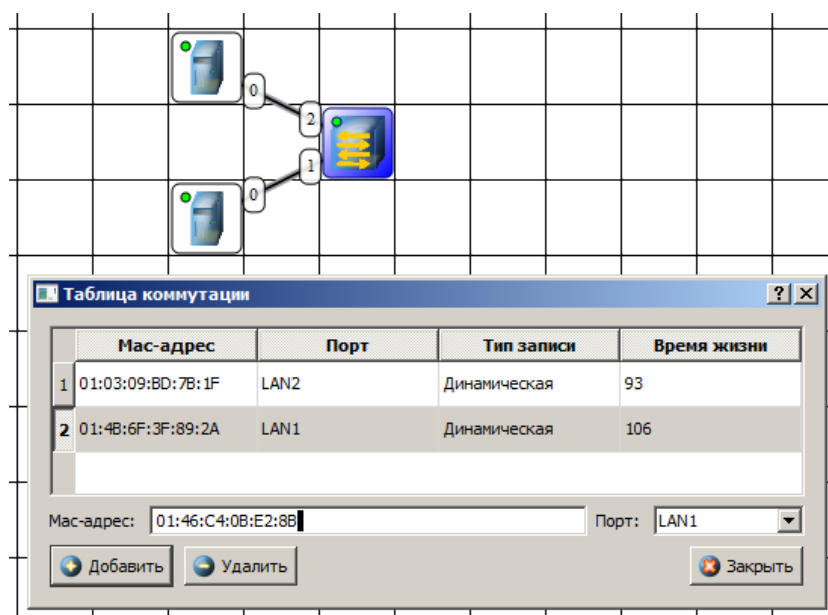 0
2
1
0
Таблица коммутации
Mac-адрес Порт Тип записи Время жизни
1 01:03:09:BD:7B:1F LAN2 Динамическая 93
2 01:4B:6F:3F:89:2A LAN1 Динамическая 106
Mac-адрес: 01:46:C4:0B:E2:8B Порт: LAN1
Добавить Удалить Закрыть